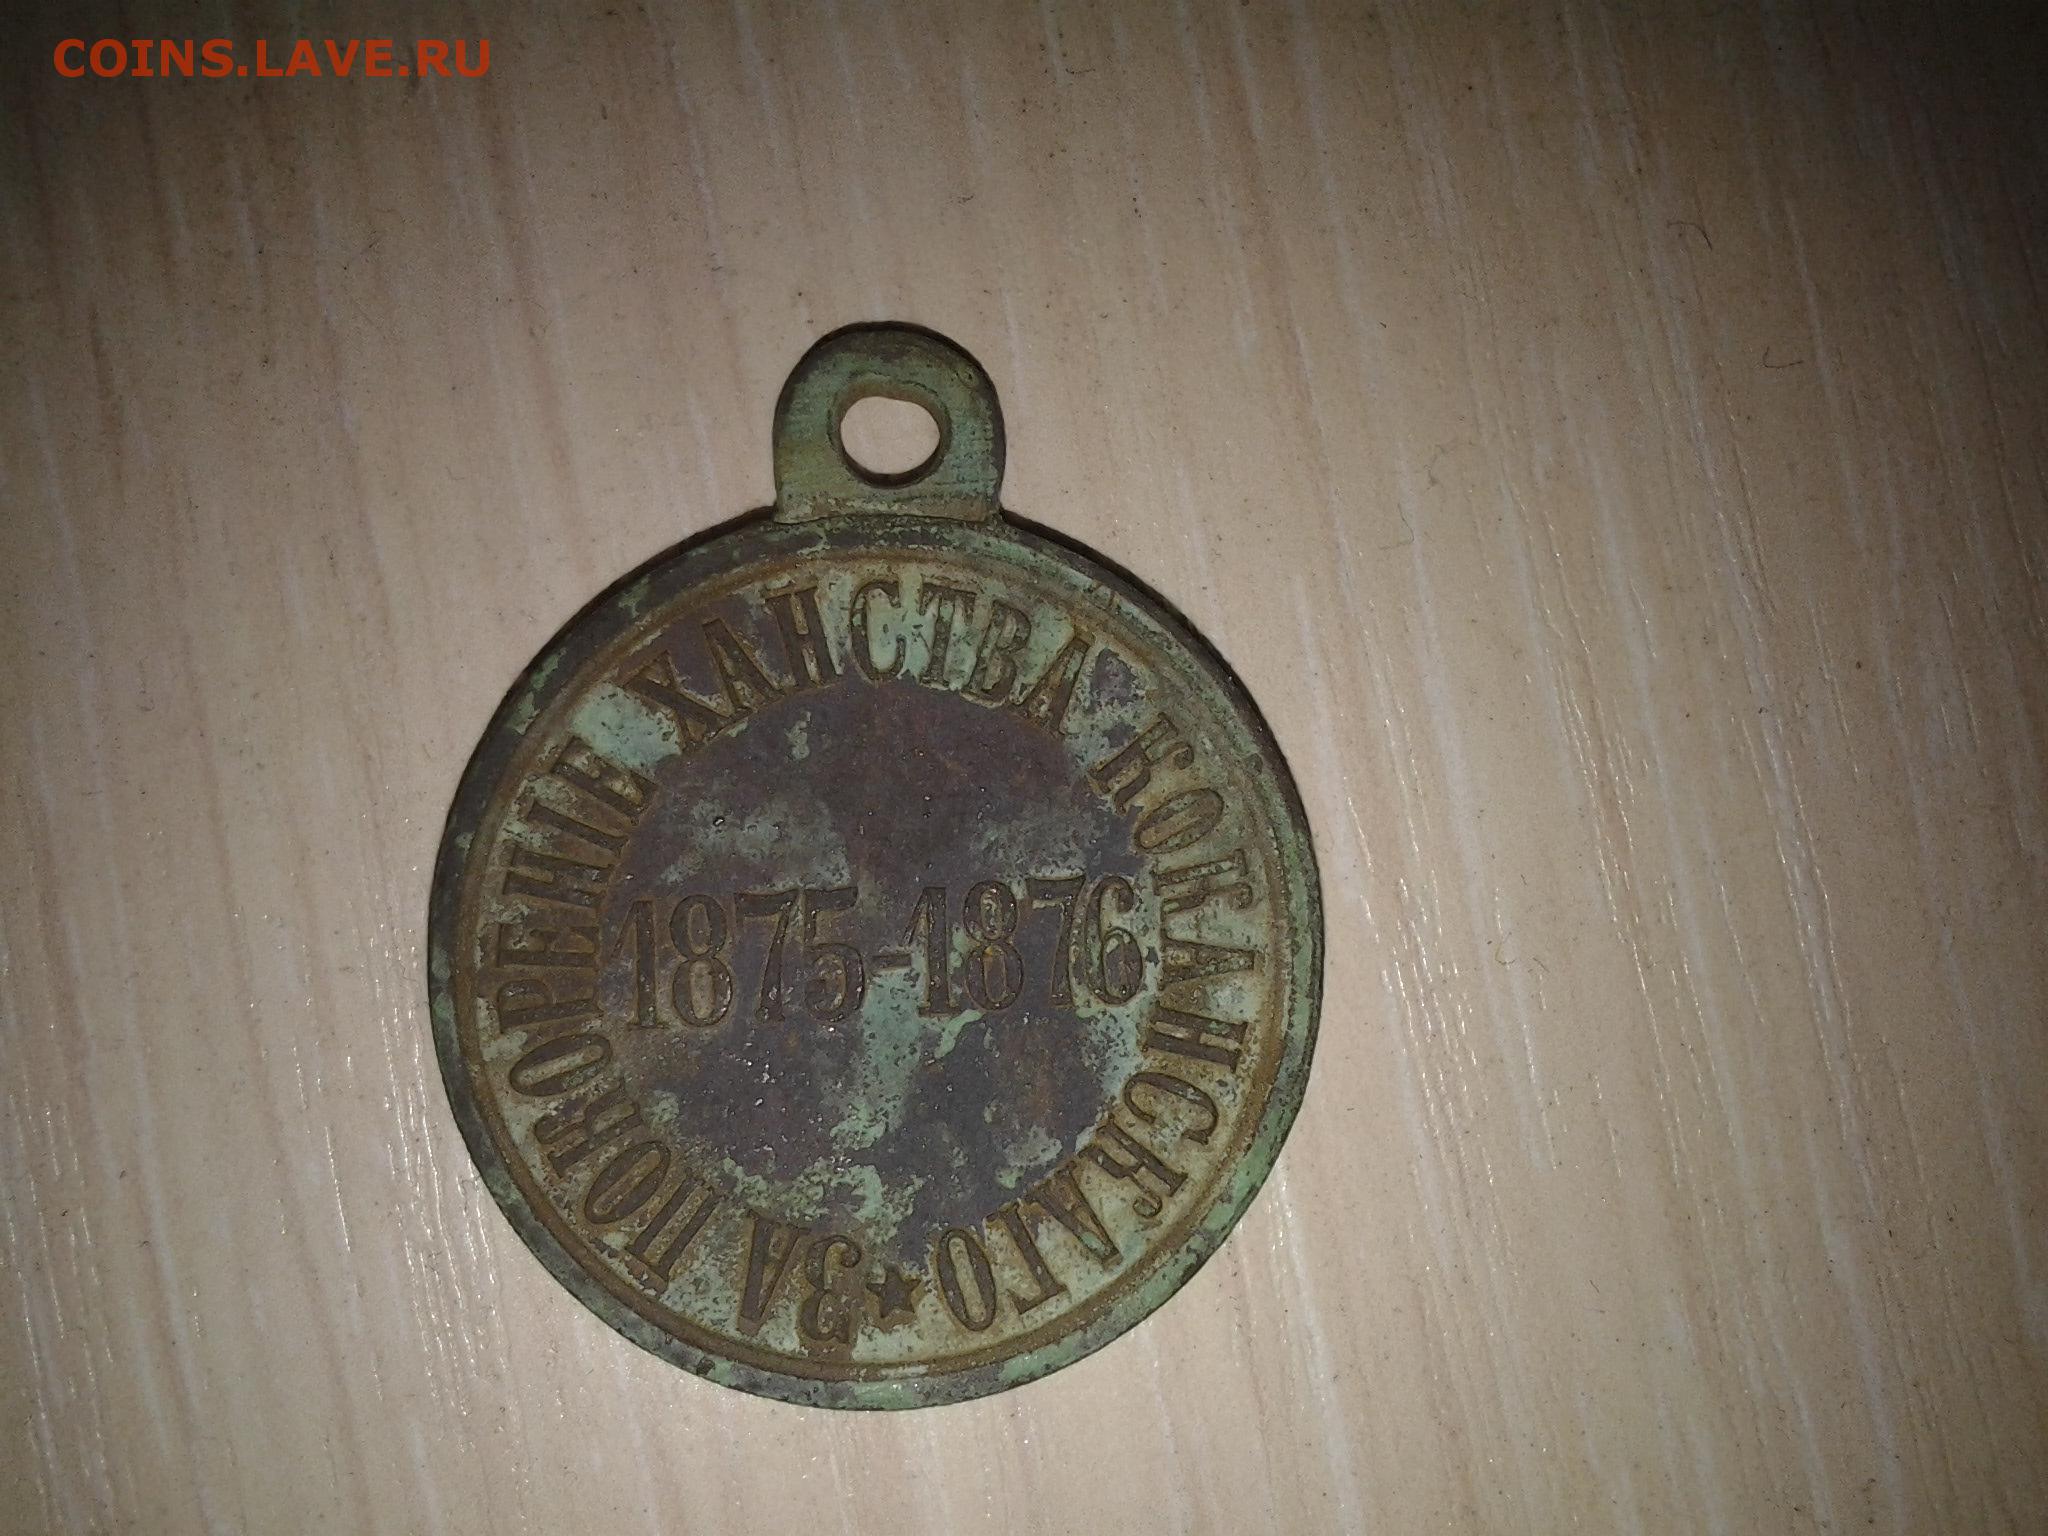 COINS.LAVE.RU
ЗА ПОКОРЕНІЕ ХАНСТВА КОКАНСКАГО
1875-1876